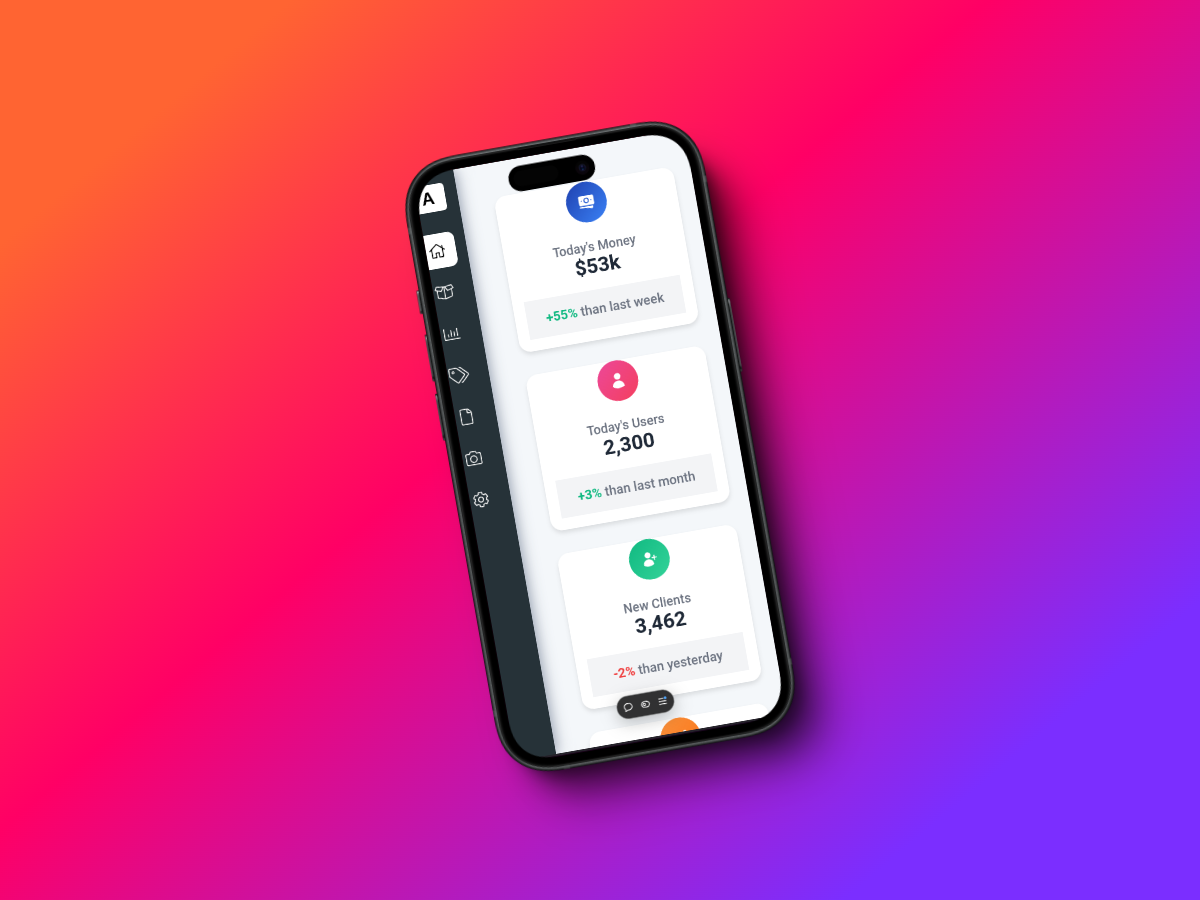 A
Today's Money
$53k
+55% than last week
Today's Users
2,300
+3% than last month
New Clients
3,462
-2% than yesterday